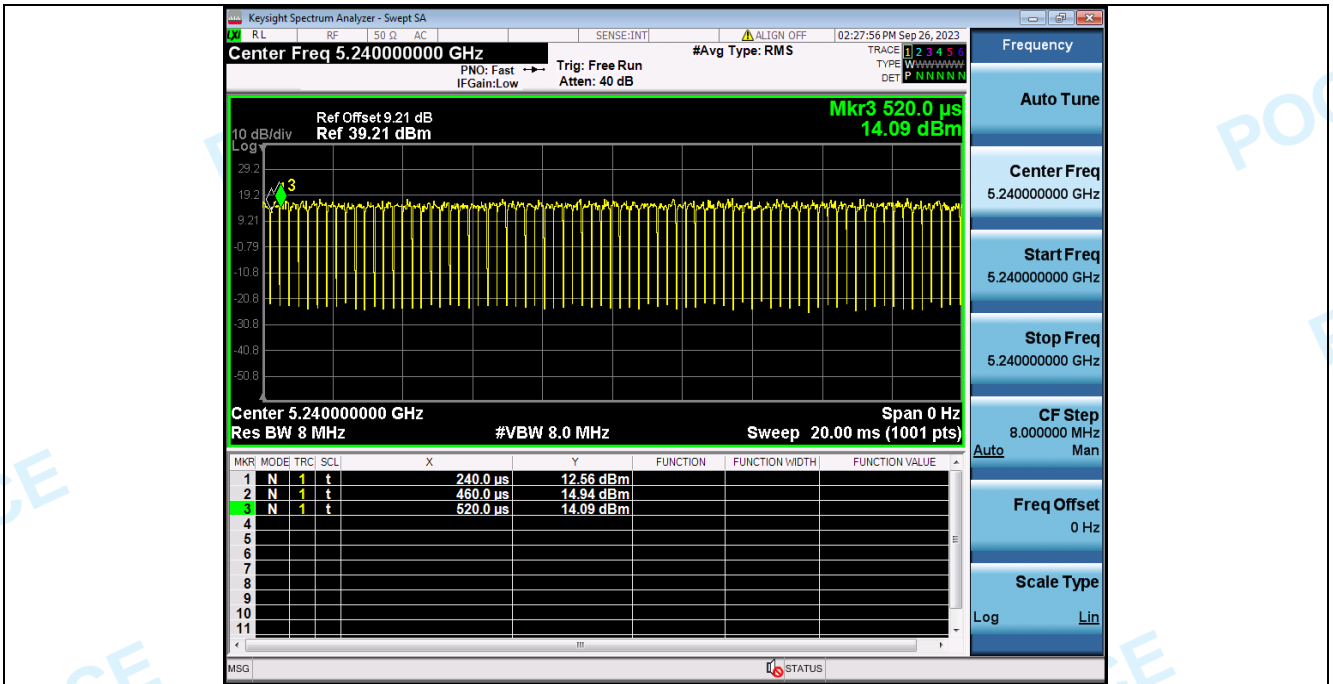 Keysight Spectrum Analyzer - Swept SA
LXI RL RF 50 Ω AC SENSE:INT ALIGN OFF 02:27:56 PM Sep 26, 2023
Center Freq 5.240000000 GHz
PNO: Fast
IFGain:Low
Trig: Free Run
Atten: 40 dB
#Avg Type: RMS
TRACE 1 2 3 4 5 6
TYPE WWWWWW
DET P N N N N N
Ref Offset 9.21 dB
10 dB/div Ref 39.21 dBm
Log
Mkr3 520.0 µs
14.09 dBm
29.2
19.2
9.21
-0.79
-10.8
-20.8
-30.8
-40.8
-50.8
3
Center 5.240000000 GHz Span 0 Hz
Res BW 8 MHz #VBW 8.0 MHz Sweep 20.00 ms (1001 pts)
MKR MODE TRC SCL X Y FUNCTION FUNCTION WIDTH FUNCTION VALUE
1 N 1 t 240.0 µs 12.56 dBm
2 N 1 t 460.0 µs 14.94 dBm
3 N 1 t 520.0 µs 14.09 dBm
4
5
6
7
8
9
10
11
MSG STATUS
Frequency
Auto Tune
Center Freq
5.240000000 GHz
Start Freq
5.240000000 GHz
Stop Freq
5.240000000 GHz
CF Step
8.000000 MHz
Auto Man
Freq Offset
0 Hz
Scale Type
Log Lin